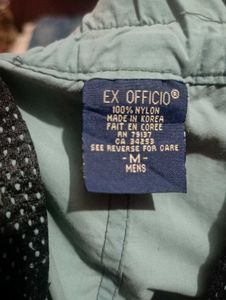 EX OFFICIO®
100% NYLON
MADE IN KOREA
FAIT EN COREE
RN 79137
CA 34253
SEE REVERSE FOR CARE
-M-
MENS